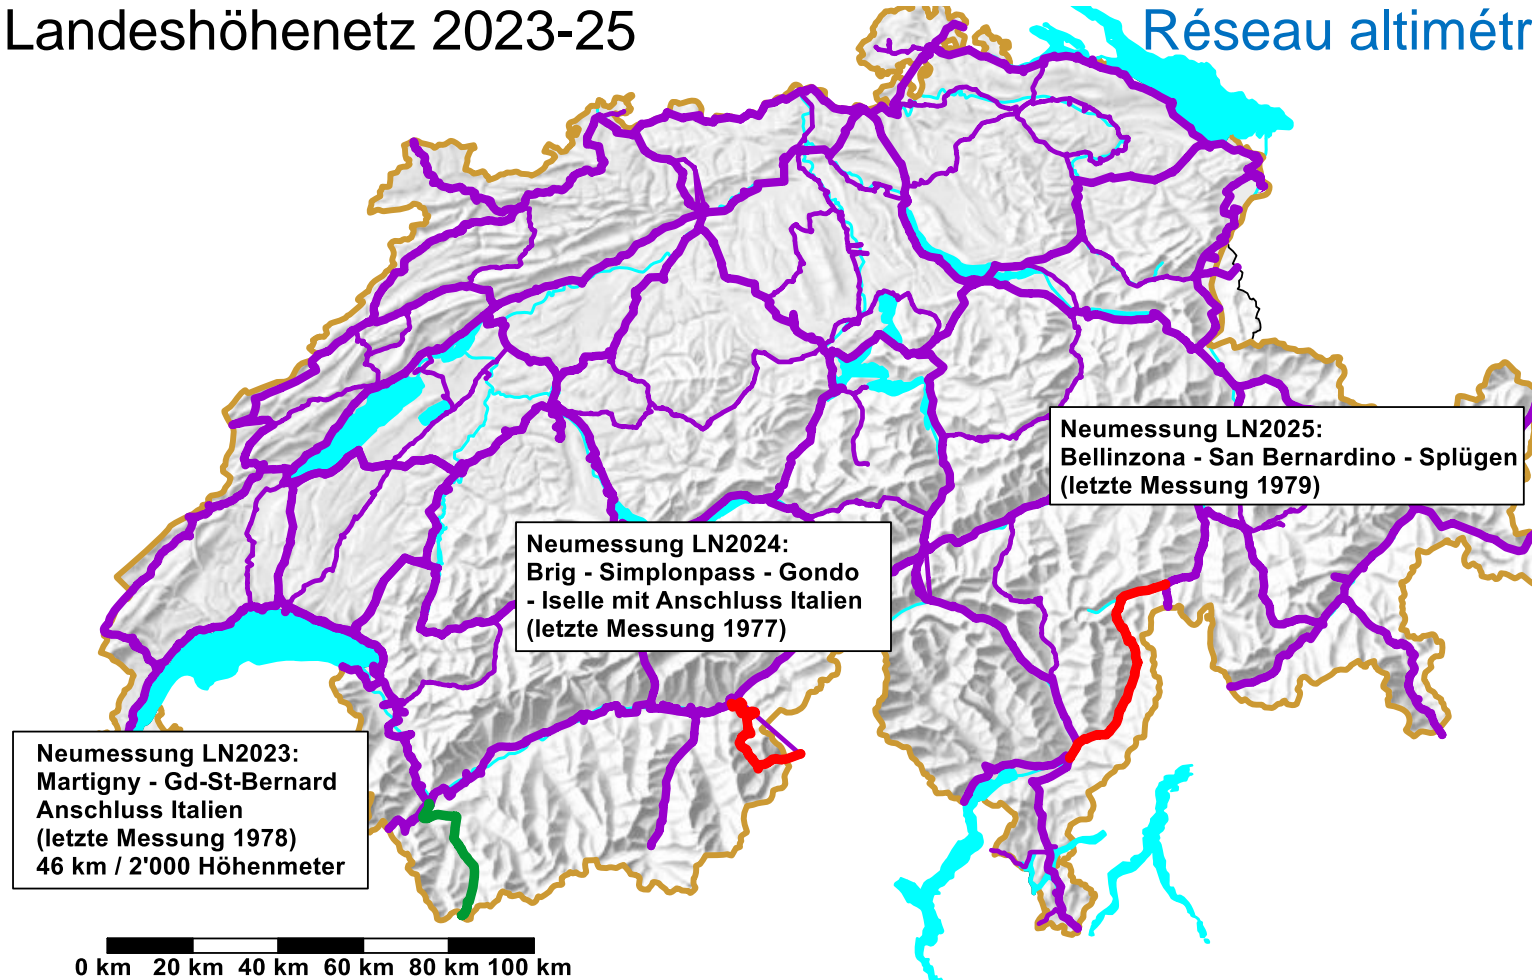 Landeshöhenetz 2023-25
Réseau altimétr
Neumessung LN2025:
Bellinzona - San Bernardino - Splügen
(letzte Messung 1979)
Neumessung LN2024:
Brig - Simplonpass - Gondo
- Iselle mit Anschluss Italien
(letzte Messung 1977)
Neumessung LN2023:
Martigny - Gd-St-Bernard
Anschluss Italien
(letzte Messung 1978)
46 km / 2'000 Höhenmeter
0 km 20 km 40 km 60 km 80 km 100 km